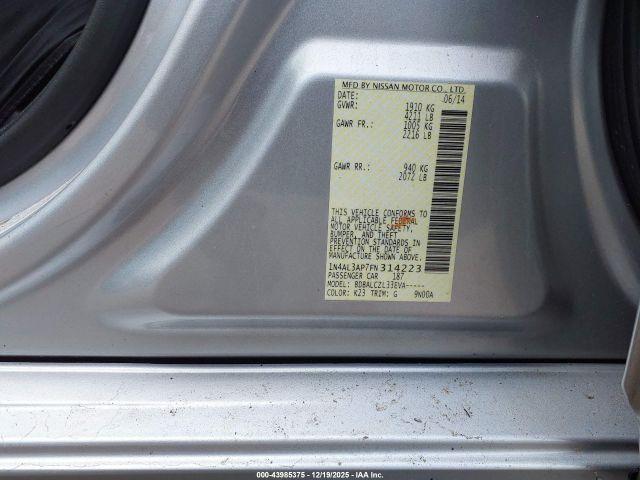 MFD BY NISSAN MOTOR CO., LTD.
DATE: 06/14
GVWR: 1910 KG
4211 LB
GAWR FR.: 1005 KG
2216 LB
GAWR RR.: 940 KG
2072 LB
THIS VEHICLE CONFORMS TO
ALL APPLICABLE FEDERAL
MOTOR VEHICLE SAFETY,
BUMPER, AND THEFT
PREVENTION STANDARDS IN
EFFECT ON THE DATE OF
MANUFACTURE SHOWN ABOVE.
1N4AL3AP7FN314223
PASSENGER CAR 187
MODEL: BDBALCZL33EVA-----
COLOR: K23 TRIM: G 9N00A
000-43985375 - 12/19/2025 - IAA Inc.